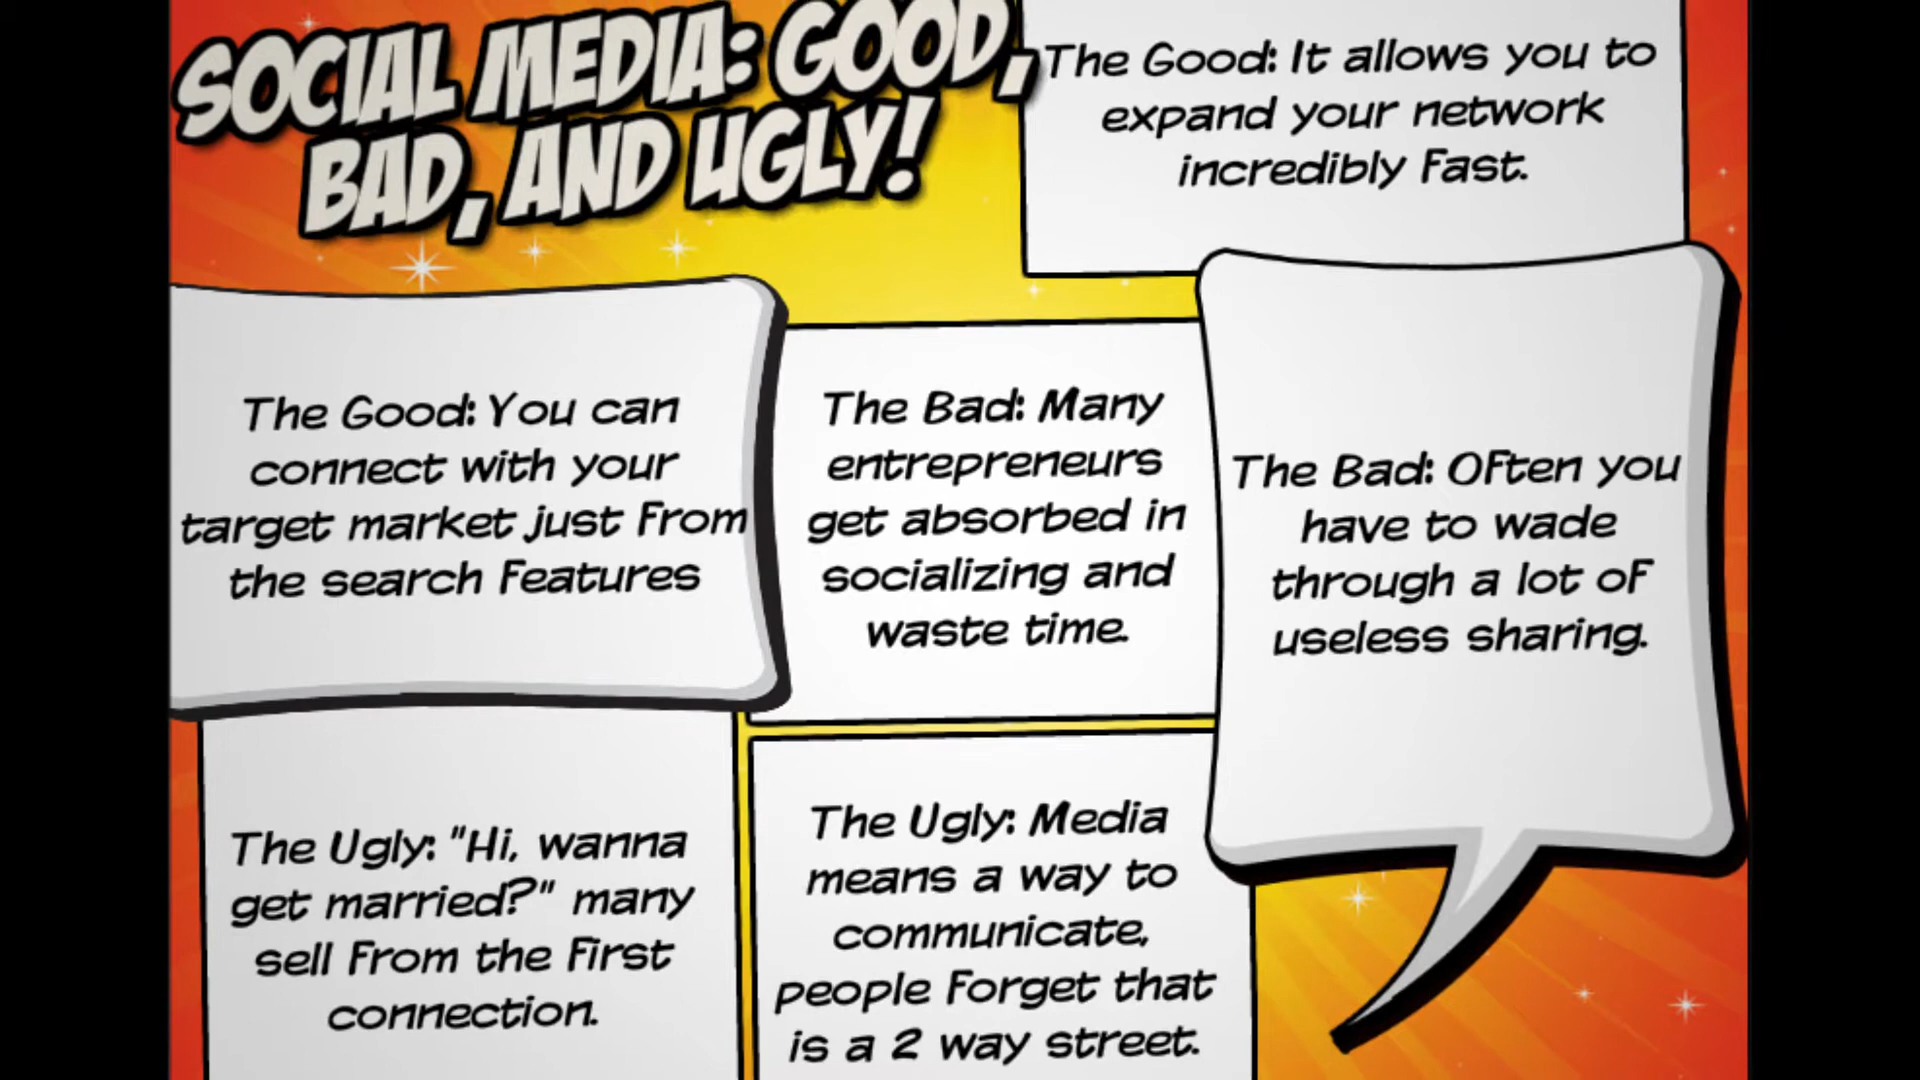 SOCIAL MEDIA: GOOD,
BAD, AND UGLY!
The Good: It allows you to
expand your network
incredibly Fast.
The Good: You can
connect with your
target market just From
the search Features
The Bad: Many
entrepreneurs
get absorbed in
socializing and
waste time.
The Bad: OFten you
have to wade
through a lot oF
useless sharing.
The Ugly: "Hi, wanna
get married?" many
sell From the First
connection.
The Ugly: Media
means a way to
communicate,
people Forget that
is a 2 way street.